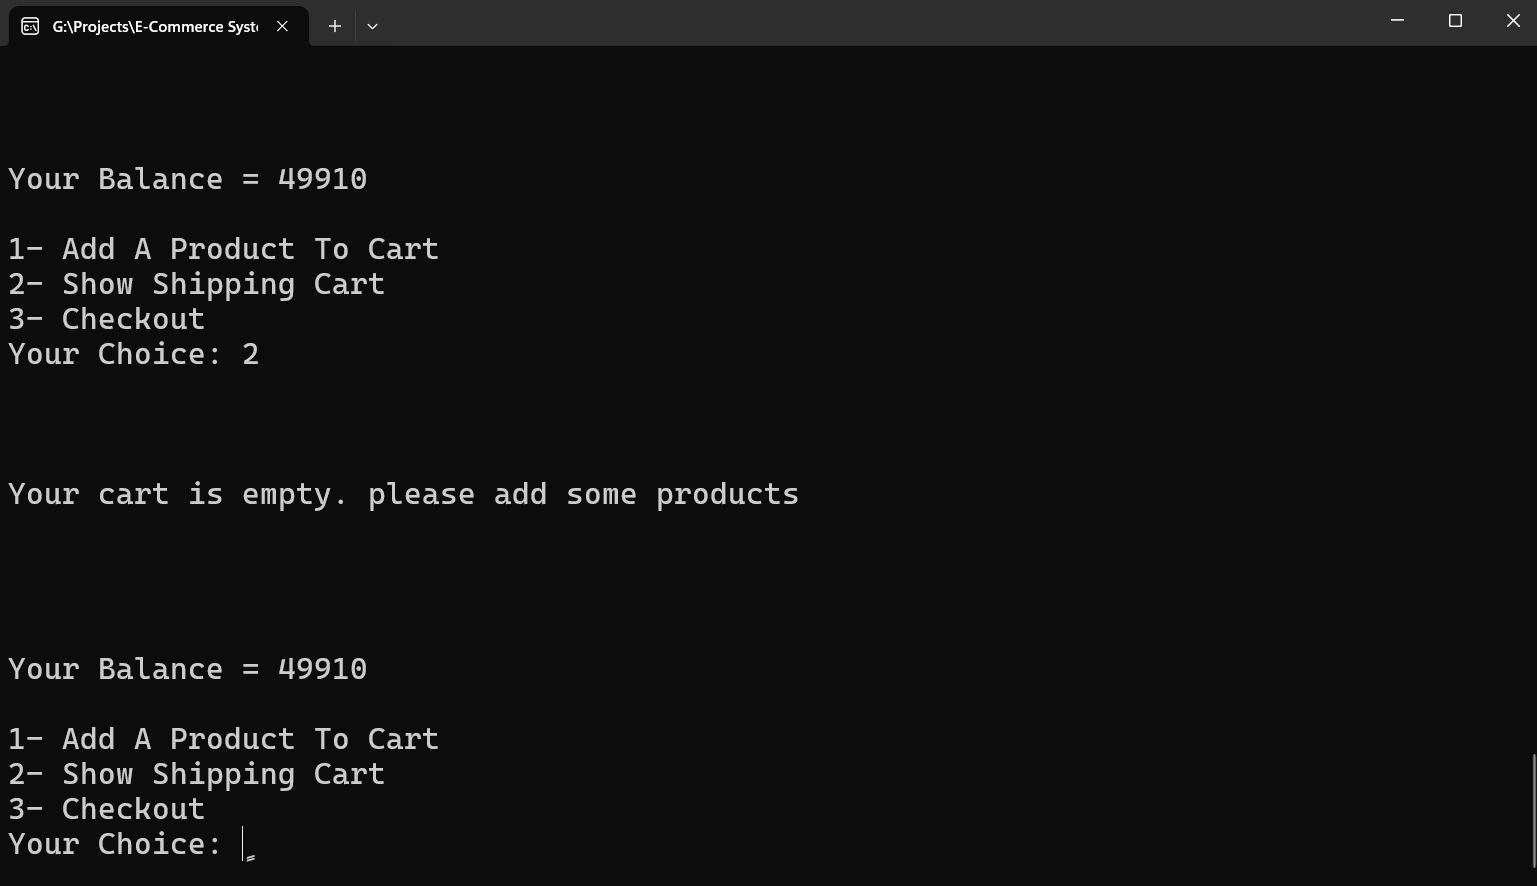 G:\Projects\E-Commerce Syst
Your Balance = 49910
1- Add A Product To Cart
2- Show Shipping Cart
3- Checkout
Your Choice: 2
Your cart is empty. please add some products
Your Balance = 49910
1- Add A Product To Cart
2- Show Shipping Cart
3- Checkout
Your Choice: